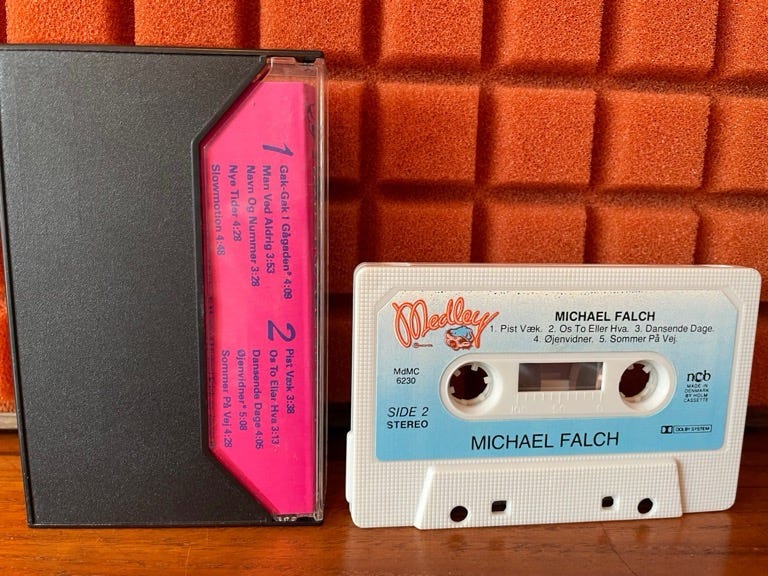 1
Gak-Gak I Gågaden* 4:09
Man Ved Aldrig 3:53
Navn Og Nummer 3:28
Nye Tider 4:28
Slowmotion 4:48
2
Pist Væk 3:38
Os To Eller Hva 3:13
Dansende Dage 4:05
Øjenvidner* 5:08
Sommer På Vej 4:28
Medley
RECORDS
MICHAEL FALCH
1. Pist Væk. 2. Os To Eller Hva. 3. Dansende Dage.
4. Øjenvidner. 5. Sommer På Vej.
MdMC
6230
SIDE 2
STEREO
ncb
MADE IN
DENMARK
BY HOLM
CASSETTE
DOLBY SYSTEM
MICHAEL FALCH